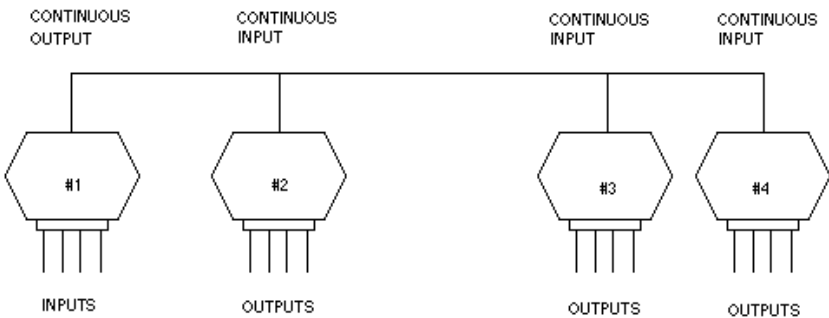 CONTINUOUS
OUTPUT
CONTINUOUS
INPUT
CONTINUOUS
INPUT
CONTINUOUS
INPUT
#1
#2
#3
#4
INPUTS
OUTPUTS
OUTPUTS
OUTPUTS